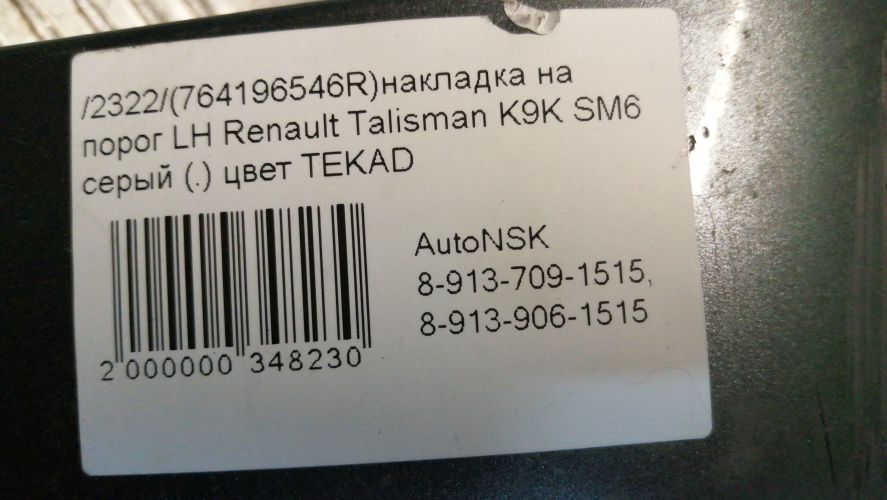 /2322/(764196546R)накладка на
порог LH Renault Talisman K9K SM6
серый (.) цвет TEKAD
AutoNSK
8-913-709-1515,
8-913-906-1515
2 000000 348230